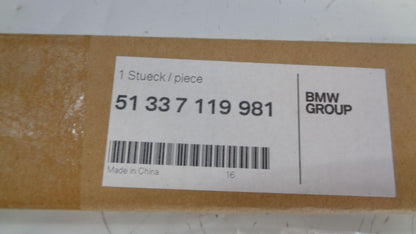 1 Stueck / piece
51 33 7 119 981
BMW
GROUP
Made in China
16